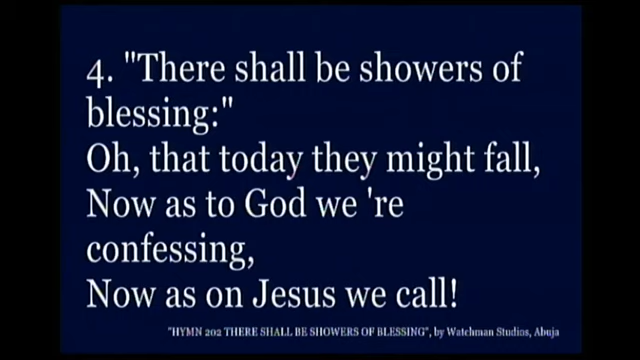 4. "There shall be showers of
blessing:"
Oh, that today they might fall,
Now as to God we 're
confessing,
Now as on Jesus we call!
"HYMN 202 THERE SHALL BE SHOWERS OF BLESSING", by Watchman Studios, Abuja